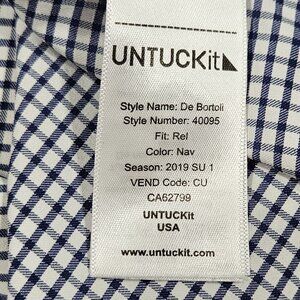 UNTUCKit
Style Name: De Bortoli
Style Number: 40095
Fit: Rel
Color: Nav
Season: 2019 SU 1
VEND Code: CU
CA62799
UNTUCKit
USA
www.untuckit.com